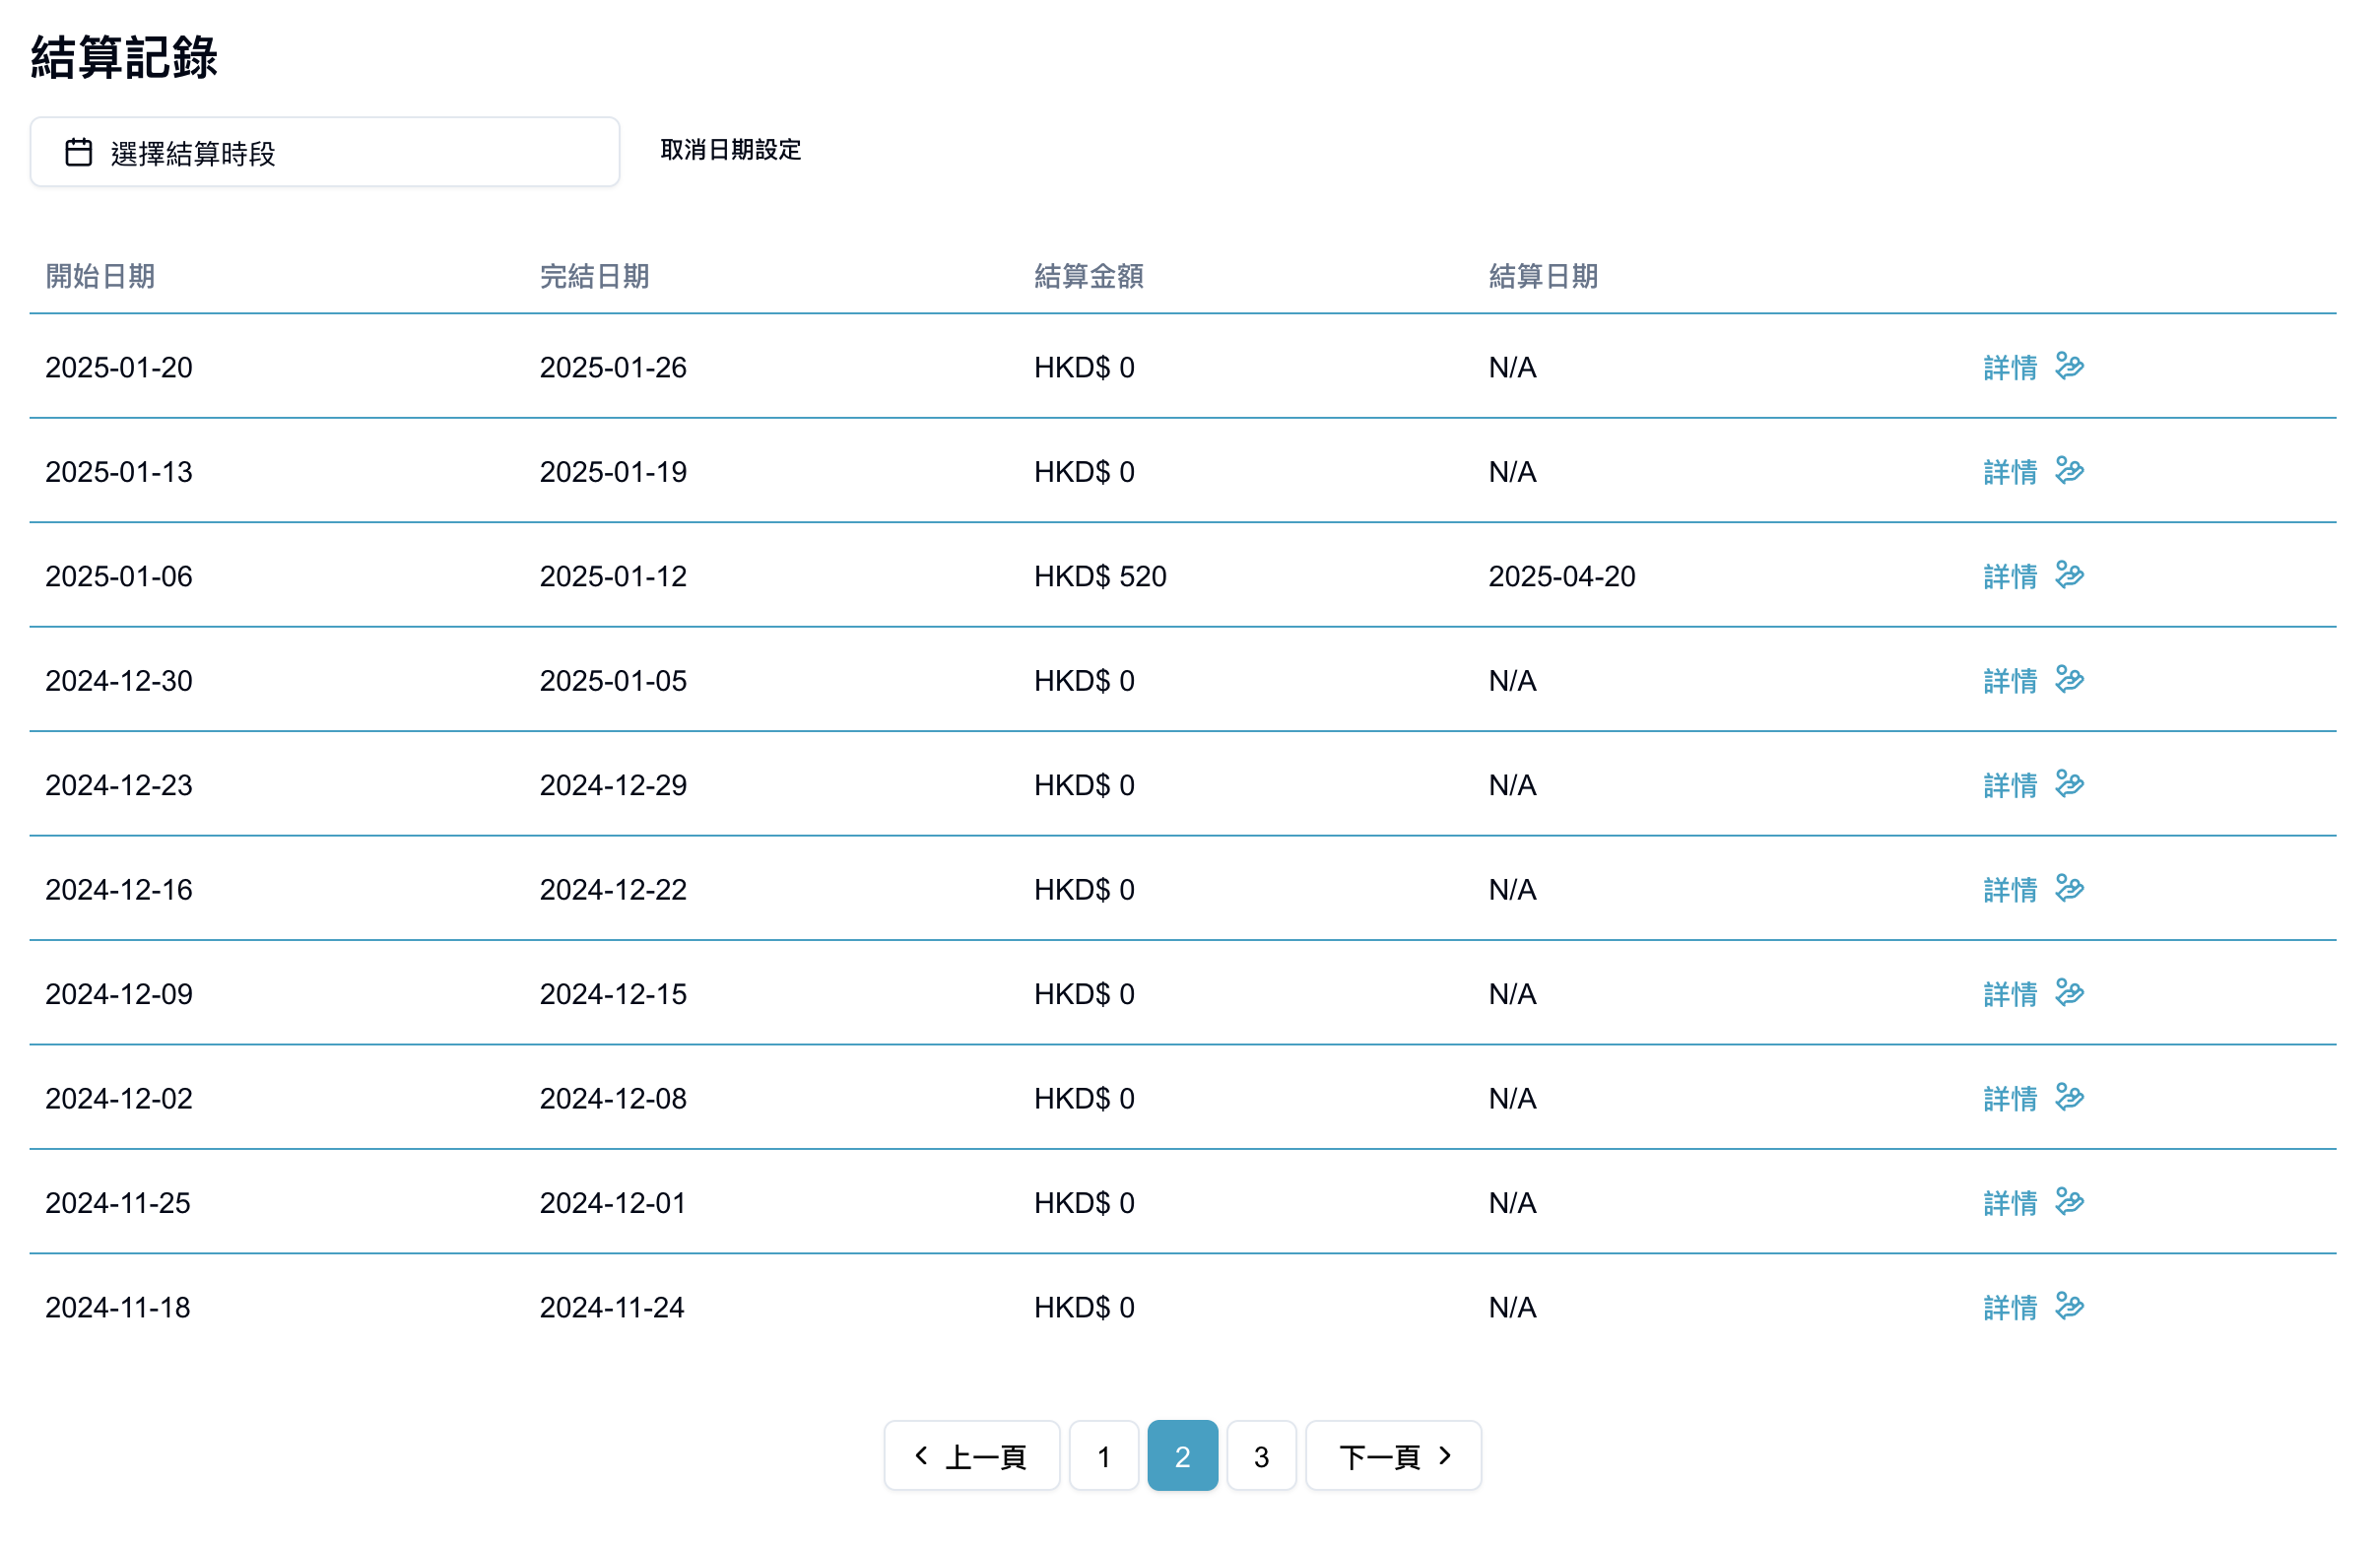 結算記錄
選擇結算時段 取消日期設定
開始日期 完結日期 結算金額 結算日期
2025-01-20 2025-01-26 HKD$ 0 N/A 詳情
2025-01-13 2025-01-19 HKD$ 0 N/A 詳情
2025-01-06 2025-01-12 HKD$ 520 2025-04-20 詳情
2024-12-30 2025-01-05 HKD$ 0 N/A 詳情
2024-12-23 2024-12-29 HKD$ 0 N/A 詳情
2024-12-16 2024-12-22 HKD$ 0 N/A 詳情
2024-12-09 2024-12-15 HKD$ 0 N/A 詳情
2024-12-02 2024-12-08 HKD$ 0 N/A 詳情
2024-11-25 2024-12-01 HKD$ 0 N/A 詳情
2024-11-18 2024-11-24 HKD$ 0 N/A 詳情
上一頁 1 2 3 下一頁